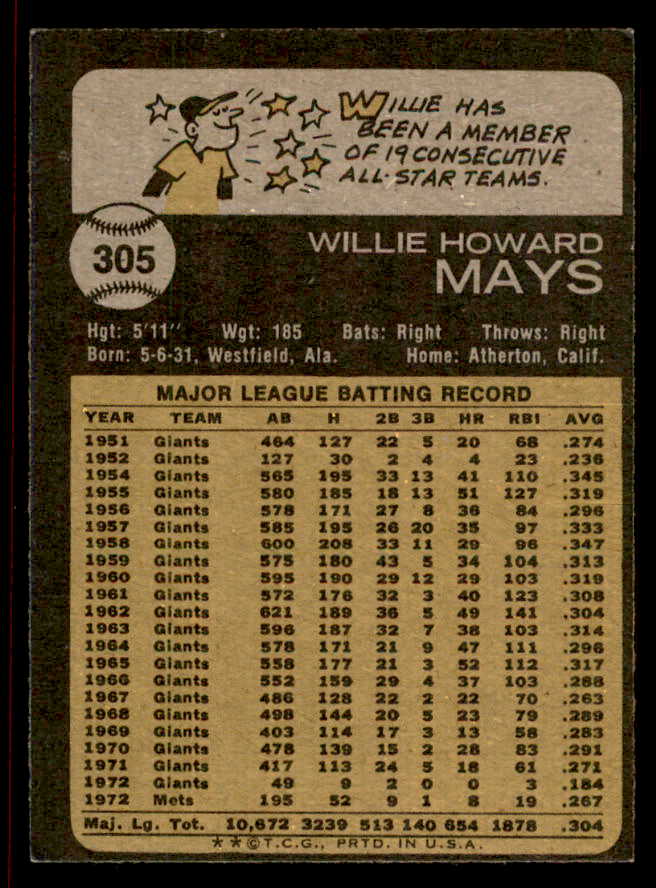 WILLIE HAS
BEEN A MEMBER
OF 19 CONSECUTIVE
ALL-STAR TEAMS.
305
WILLIE HOWARD
MAYS
Hgt: 5'11" Wgt: 185 Bats: Right Throws: Right
Born: 5-6-31, Westfield, Ala. Home: Atherton, Calif.
MAJOR LEAGUE BATTING RECORD
YEAR TEAM AB H 2B 3B HR RBI AVG
1951 Giants 464 127 22 5 20 68 .274
1952 Giants 127 30 2 4 4 23 .236
1954 Giants 565 195 33 13 41 110 .345
1955 Giants 580 185 18 13 51 127 .319
1956 Giants 578 171 27 8 36 84 .296
1957 Giants 585 195 26 20 35 97 .333
1958 Giants 600 208 33 11 29 96 .347
1959 Giants 575 180 43 5 34 104 .313
1960 Giants 595 190 29 12 29 103 .319
1961 Giants 572 176 32 3 40 123 .308
1962 Giants 621 189 36 5 49 141 .304
1963 Giants 596 187 32 7 38 103 .314
1964 Giants 578 171 21 9 47 111 .296
1965 Giants 558 177 21 3 52 112 .317
1966 Giants 552 159 29 4 37 103 .288
1967 Giants 486 128 22 2 22 70 .263
1968 Giants 498 144 20 5 23 79 .289
1969 Giants 403 114 17 3 13 58 .283
1970 Giants 478 139 15 2 28 83 .291
1971 Giants 417 113 24 5 18 61 .271
1972 Giants 49 9 2 0 0 3 .184
1972 Mets 195 52 9 1 8 19 .267
Maj. Lg. Tot. 10,672 3239 513 140 654 1878 .304
**©T.C.G., PRTD. IN U.S.A.